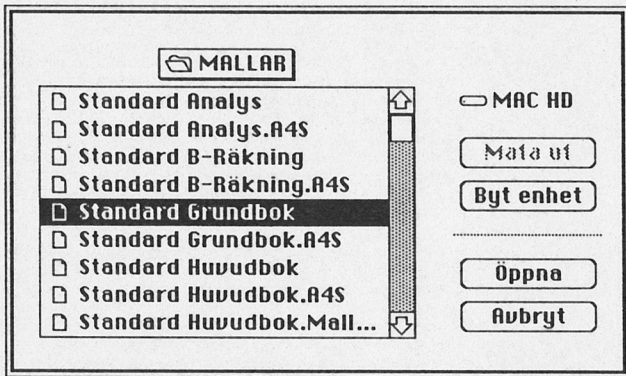 MALLAR
Standard Analys
Standard Analys.A4S
Standard B-Räkning
Standard B-Räkning.A4S
Standard Grundbok
Standard Grundbok.A4S
Standard Huvudbok
Standard Huvudbok.A4S
Standard Huvudbok.Mall...
MAC HD
Mata ut
Byt enhet
Öppna
Avbryt